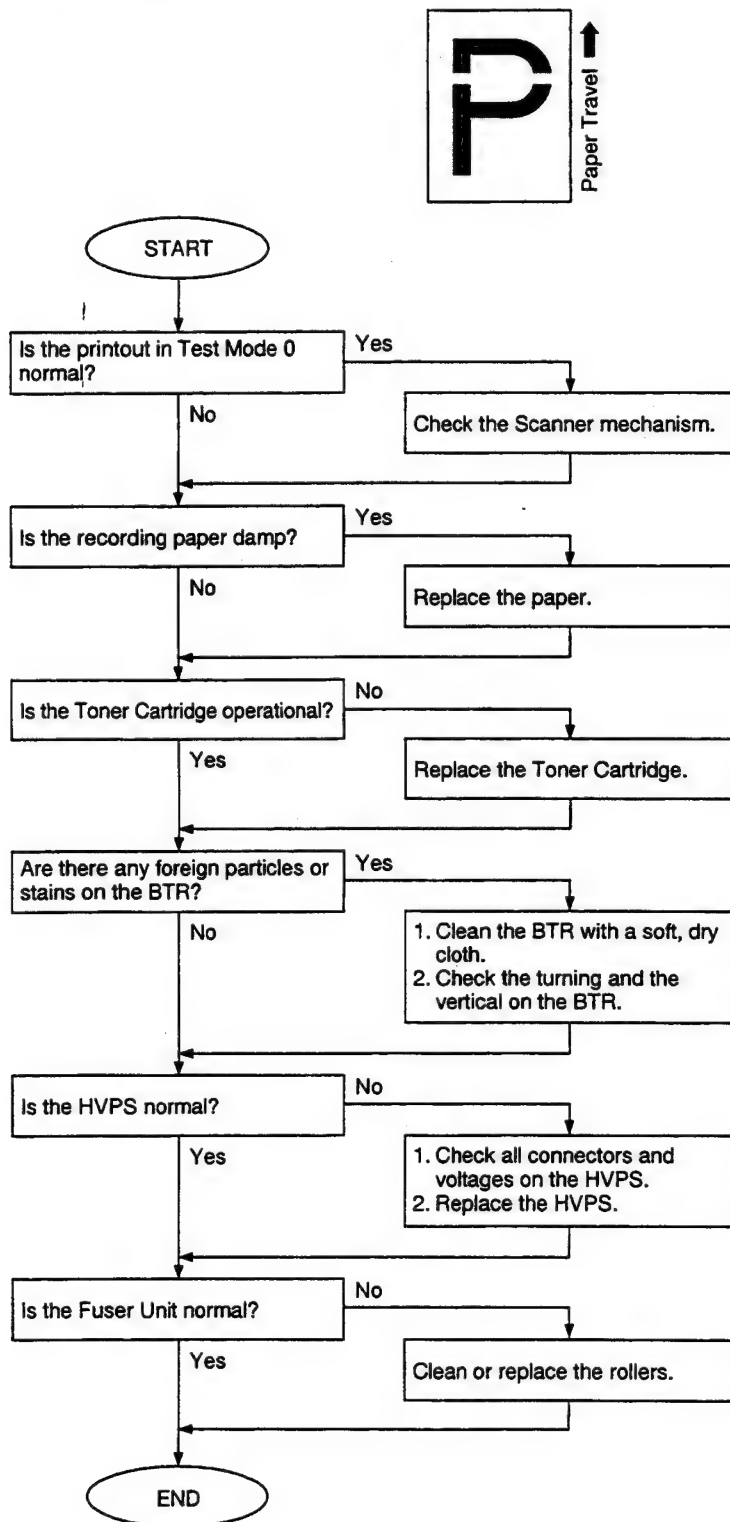 P
Paper Travel
START
Is the printout in Test Mode 0
normal?
Yes
No
Check the Scanner mechanism.
Is the recording paper damp?
Yes
No
Replace the paper.
Is the Toner Cartridge operational?
No
Yes
Replace the Toner Cartridge.
Are there any foreign particles or
stains on the BTR?
Yes
No
1. Clean the BTR with a soft, dry
cloth.
2. Check the turning and the
vertical on the BTR.
Is the HVPS normal?
No
Yes
1. Check all connectors and
voltages on the HVPS.
2. Replace the HVPS.
Is the Fuser Unit normal?
No
Yes
Clean or replace the rollers.
END